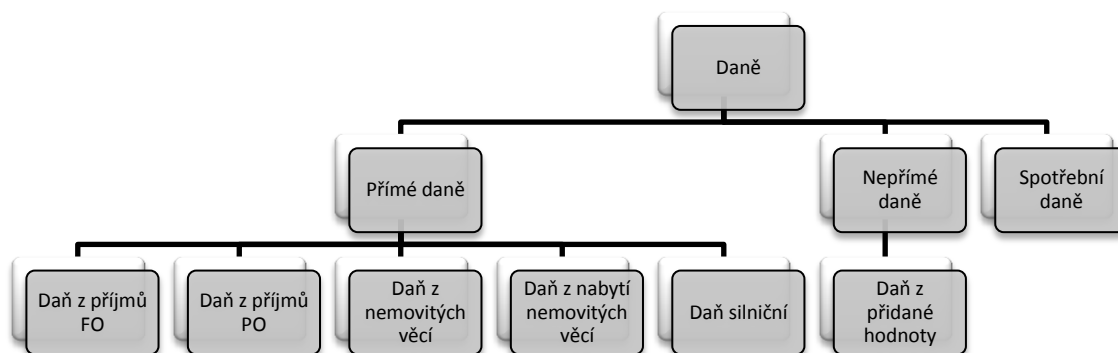 Daně
Přímé daně
Nepřímé
daně
Spotřební
daně
Daň z příjmů
FO
Daň z příjmů
PO
Daň z
nemovitých
věcí
Daň z nabytí
nemovitých
věcí
Daň silniční
Daň z
přidané
hodnoty